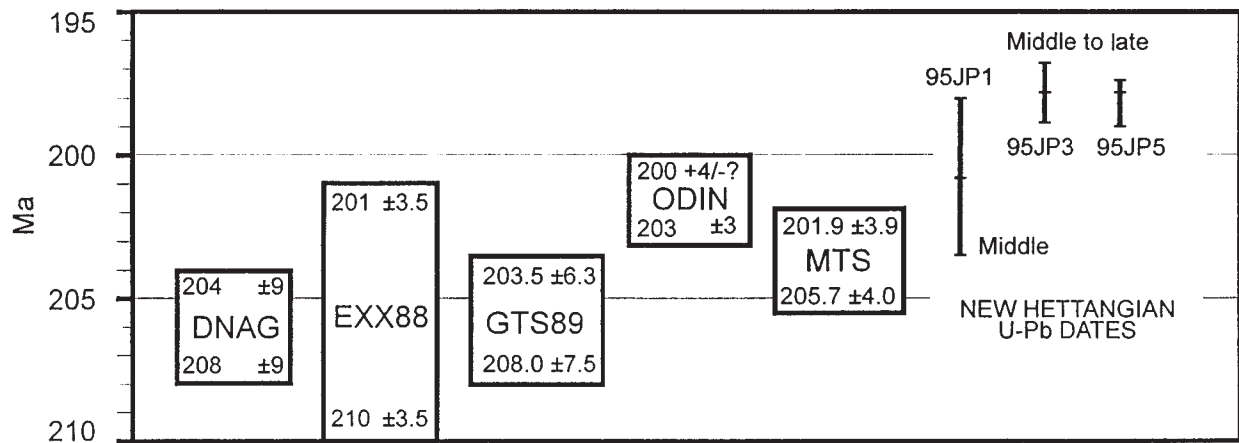 195
200
205
210
Ma
204 ±9
DNAG
208 ±9
201 ±3.5
EXX88
210 ±3.5
203.5 ±6.3
GTS89
208.0 ±7.5
200 +4/-?
ODIN
203 ±3
201.9 ±3.9
MTS
205.7 ±4.0
Middle to late
95JP1
95JP3
95JP5
Middle
NEW HETTANGIAN
U-Pb DATES